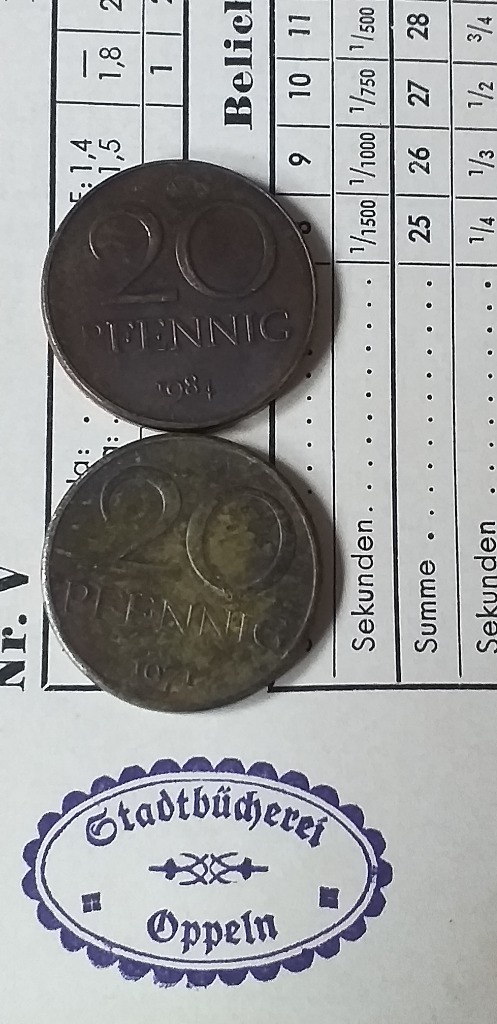 20
PFENNIG
1984
20
PFENNIG
Stadtbücherei
Oppeln
Nr. V
Belich
F: 1,4 — 2
1,5 1,8
1 2
9 10 11
Sekunden 1/1500 1/1000 1/750 1/500
Summe 25 26 27 28
Sekunden 1/4 1/3 1/2 3/4